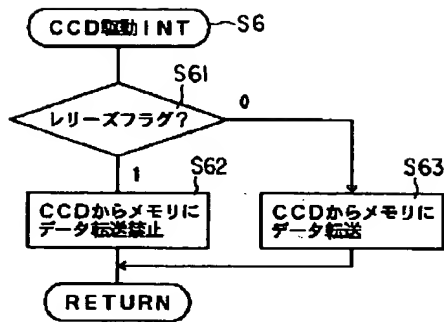 CCD駆動INT
S6
S61
レリーズフラグ?
0
1
S62
S63
CCDからメモリに
データ転送禁止
CCDからメモリに
データ転送
RETURN